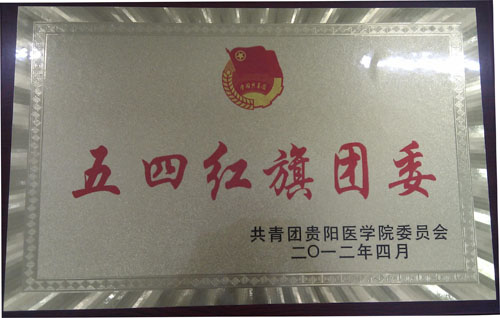 五四红旗团委
共青团贵阳医学院委员会
二〇一二年四月